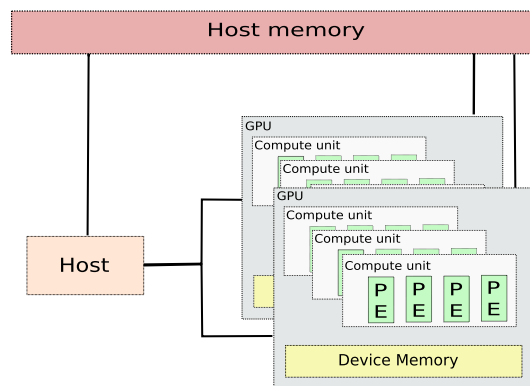 Host memory
GPU
Compute unit
Compute unit
GPU
Compute unit
Compute unit
Host
Compute unit
P P P P
E E E E
Device Memory